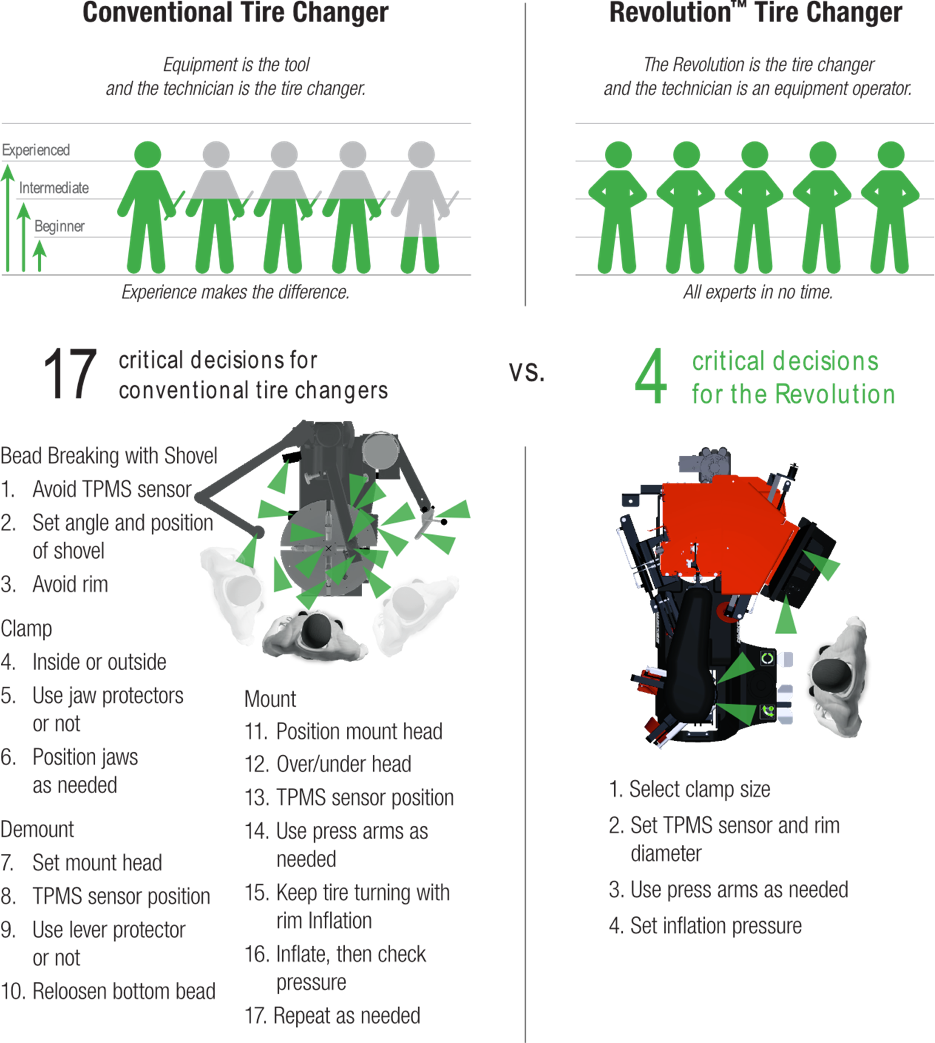 Conventional Tire Changer
Equipment is the tool
and the technician is the tire changer.
Experienced
Intermediate
Beginner
Experience makes the difference.
Revolution™ Tire Changer
The Revolution is the tire changer
and the technician is an equipment operator.
All experts in no time.
17 critical decisions for
conventional tire changers
vs.
4 critical decisions
for the Revolution
Bead Breaking with Shovel
1. Avoid TPMS sensor
2. Set angle and position
of shovel
3. Avoid rim
Clamp
4. Inside or outside
5. Use jaw protectors
or not
6. Position jaws
as needed
Demount
7. Set mount head
8. TPMS sensor position
9. Use lever protector
or not
10. Reloosen bottom bead
Mount
11. Position mount head
12. Over/under head
13. TPMS sensor position
14. Use press arms as
needed
15. Keep tire turning with
rim Inflation
16. Inflate, then check
pressure
17. Repeat as needed
1. Select clamp size
2. Set TPMS sensor and rim
diameter
3. Use press arms as needed
4. Set inflation pressure